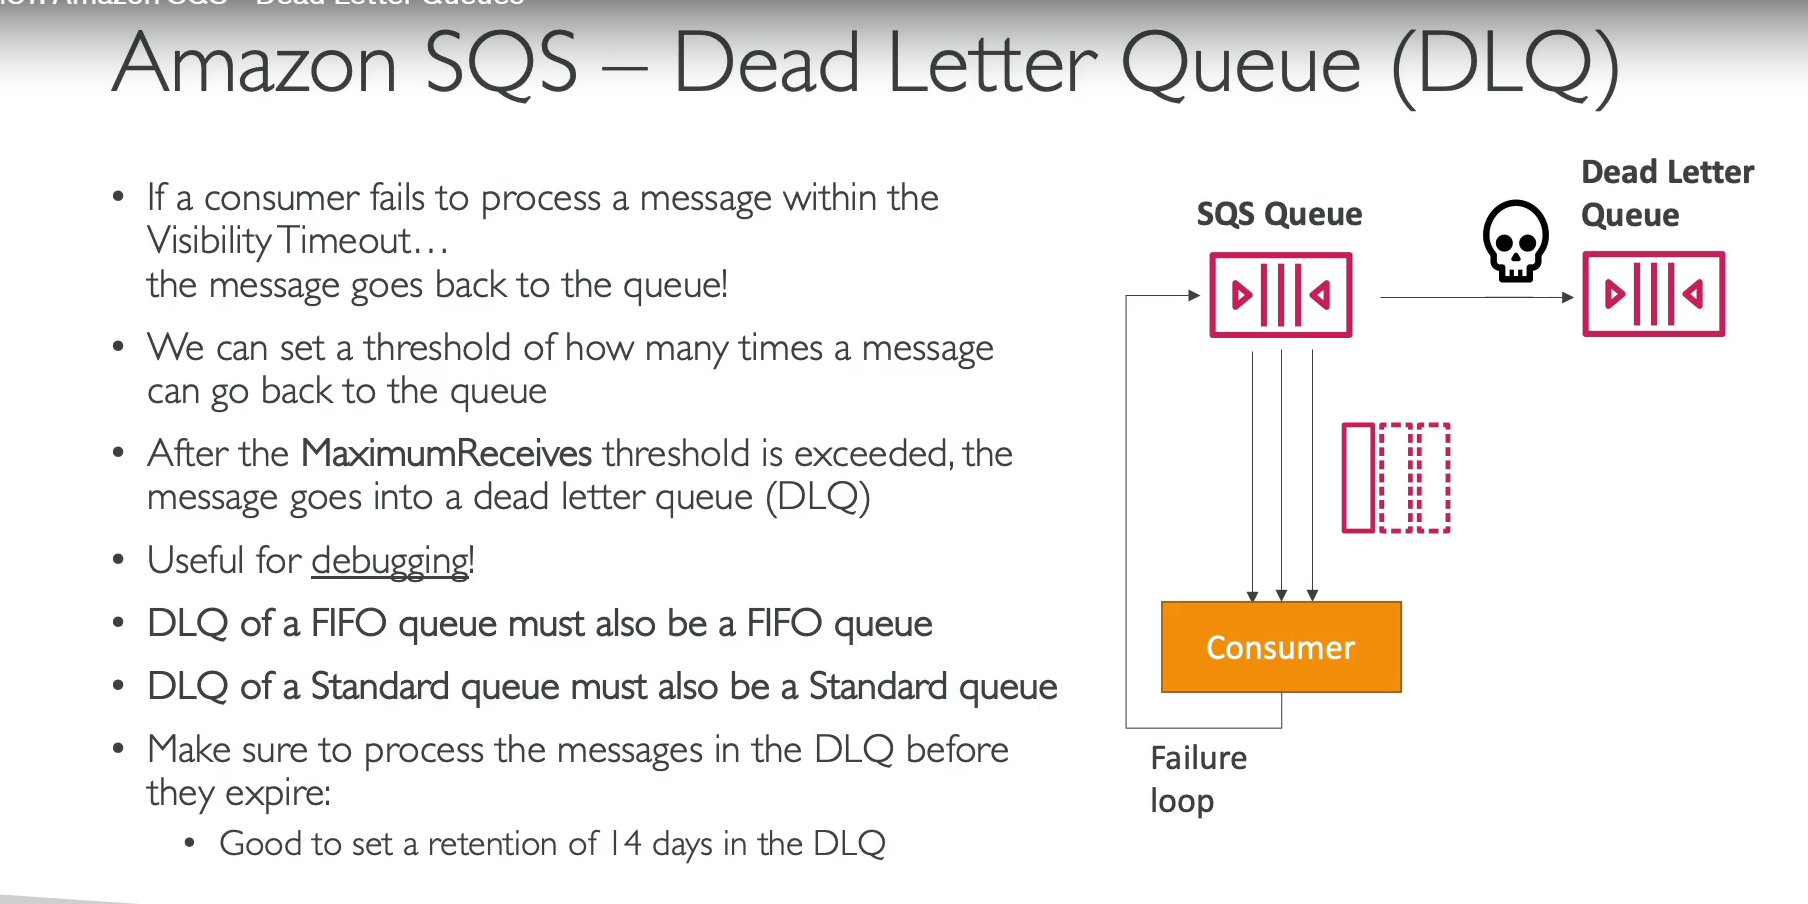 Amazon SQS - Dead Letter Queues
Amazon SQS – Dead Letter Queue (DLQ)
• If a consumer fails to process a message within the
Visibility Timeout…
the message goes back to the queue!
• We can set a threshold of how many times a message
can go back to the queue
• After the MaximumReceives threshold is exceeded, the
message goes into a dead letter queue (DLQ)
• Useful for debugging!
• DLQ of a FIFO queue must also be a FIFO queue
• DLQ of a Standard queue must also be a Standard queue
• Make sure to process the messages in the DLQ before
they expire:
• Good to set a retention of 14 days in the DLQ
SQS Queue
Dead Letter
Queue
Consumer
Failure
loop